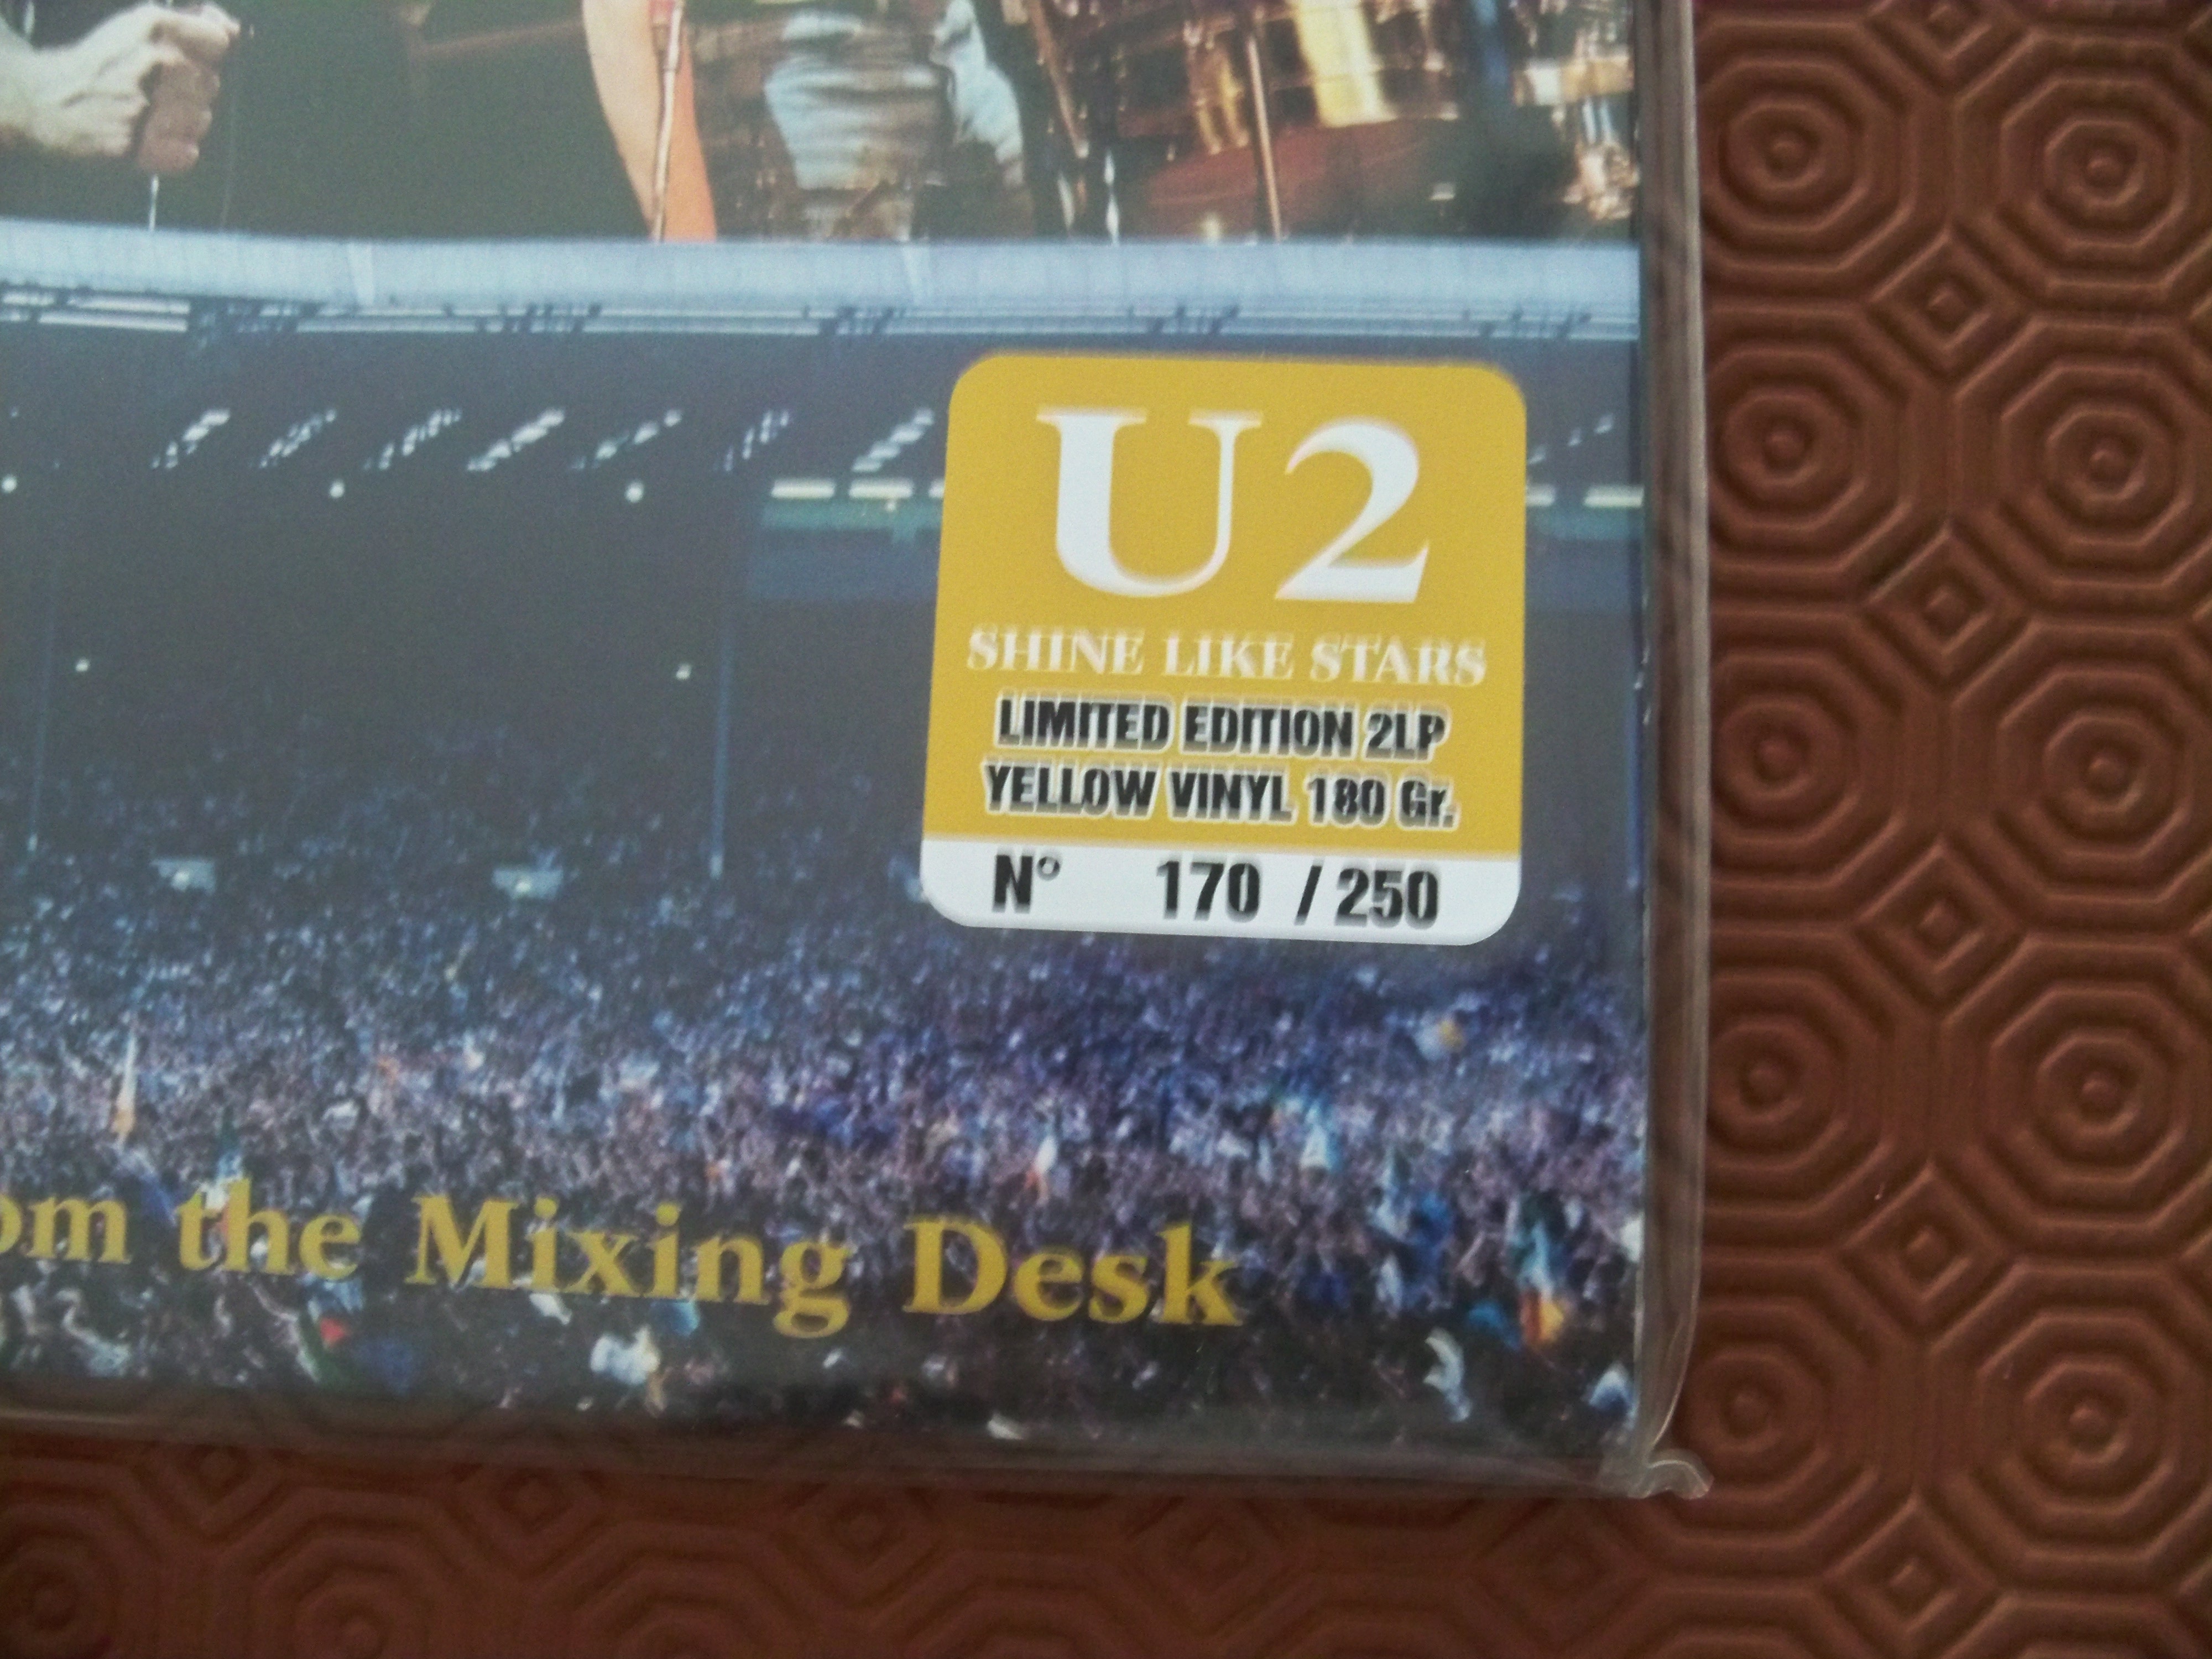 U2
SHINE LIKE STARS
LIMITED EDITION 2LP
YELLOW VINYL 180 Gr.
N° 170 / 250
om the Mixing Desk